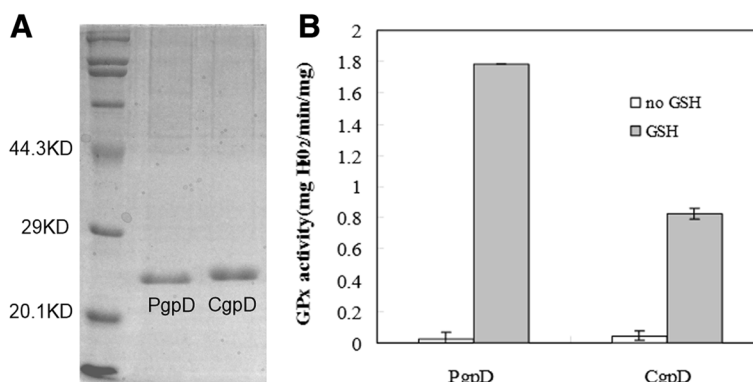 A
44.3KD
29KD
20.1KD
PgpD CgpD
B
GPx activity(mg H2O2/min/mg)
2
1.8
1.6
1.4
1.2
1
0.8
0.6
0.4
0.2
0
no GSH
GSH
PgpD CgpD